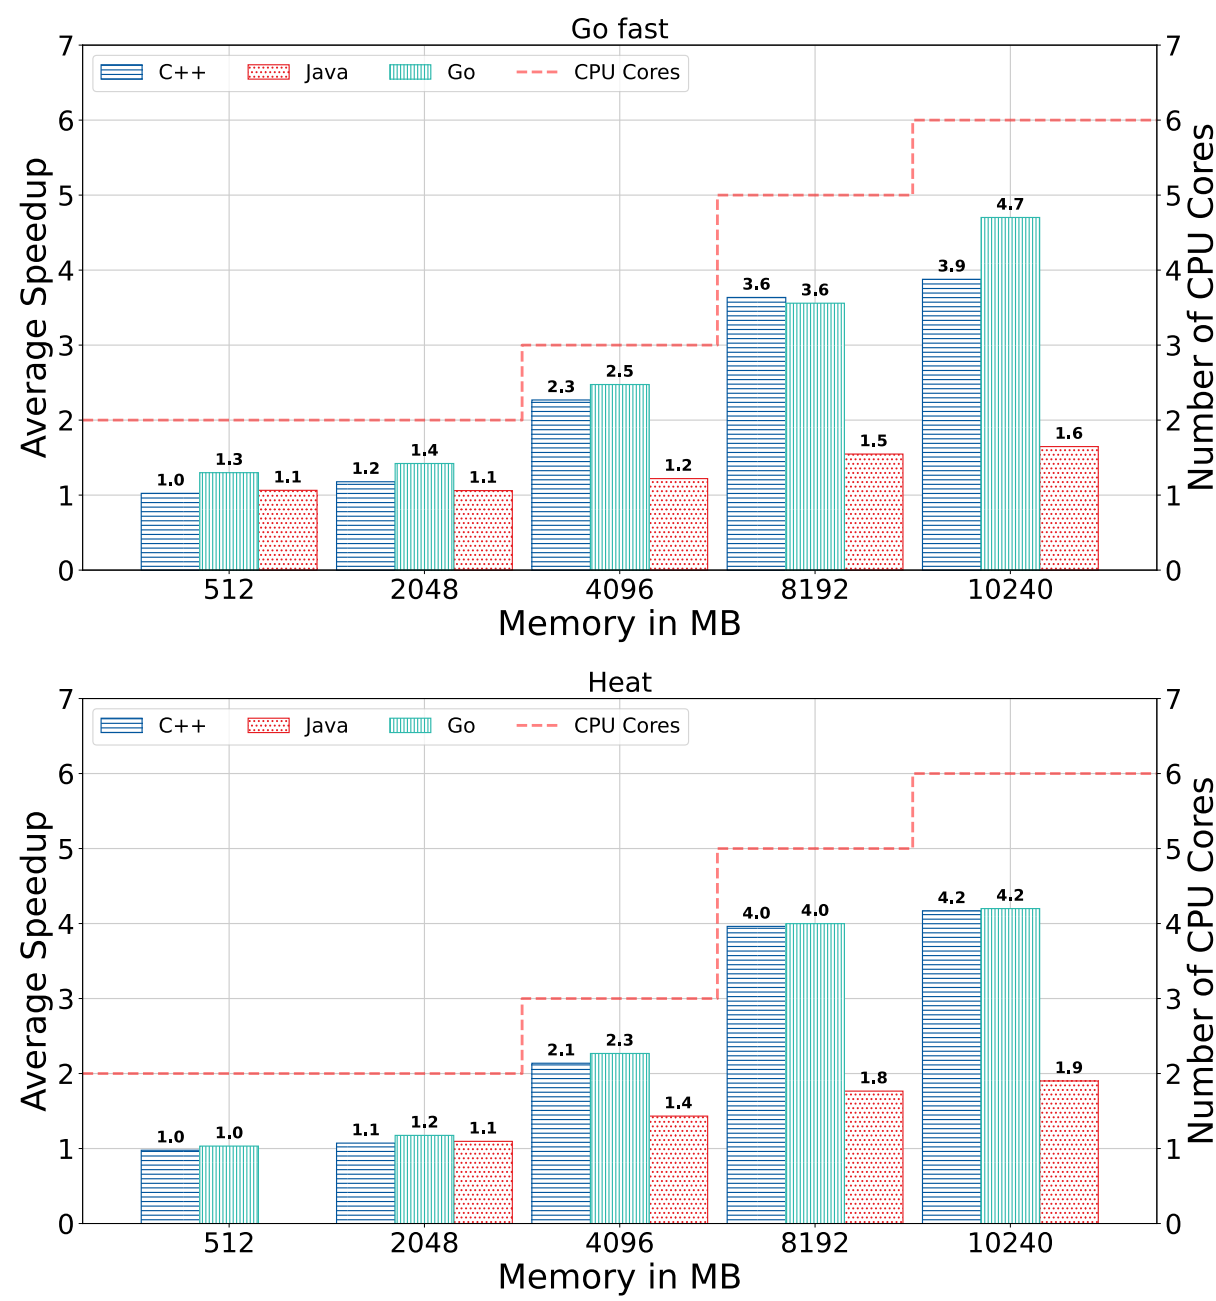 Go fast
C++ Java Go CPU Cores
7 7
6 6
5 5
4 4
3 3
2 2
1 1
0 0
Average Speedup
Number of CPU Cores
1.0 1.3 1.1
1.2 1.4 1.1
2.3 2.5 1.2
3.6 3.6 1.5
3.9 4.7 1.6
512 2048 4096 8192 10240
Memory in MB
Heat
C++ Java Go CPU Cores
7 7
6 6
5 5
4 4
3 3
2 2
1 1
0 0
Average Speedup
Number of CPU Cores
1.0 1.0
1.1 1.2 1.1
2.1 2.3 1.4
4.0 4.0 1.8
4.2 4.2 1.9
512 2048 4096 8192 10240
Memory in MB